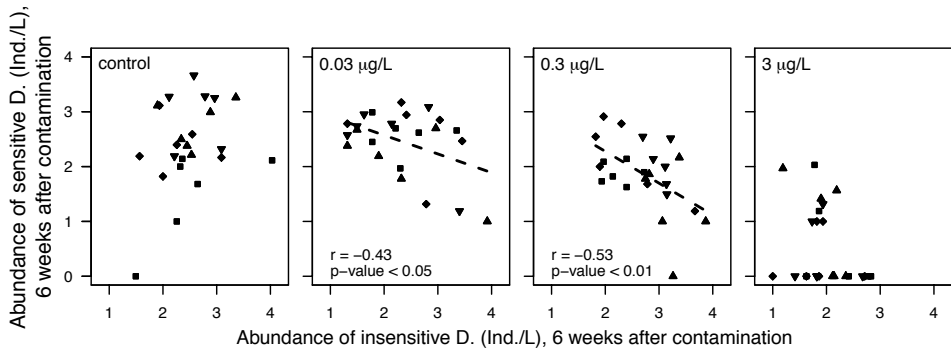 Abundance of sensitive D. (Ind./L),
6 weeks after contamination
4
3
2
1
0
control
0.03 μg/L
0.3 μg/L
3 μg/L
r = −0.43
p−value < 0.05
r = −0.53
p−value < 0.01
1 2 3 4
1 2 3 4
1 2 3 4
1 2 3 4
Abundance of insensitive D. (Ind./L), 6 weeks after contamination